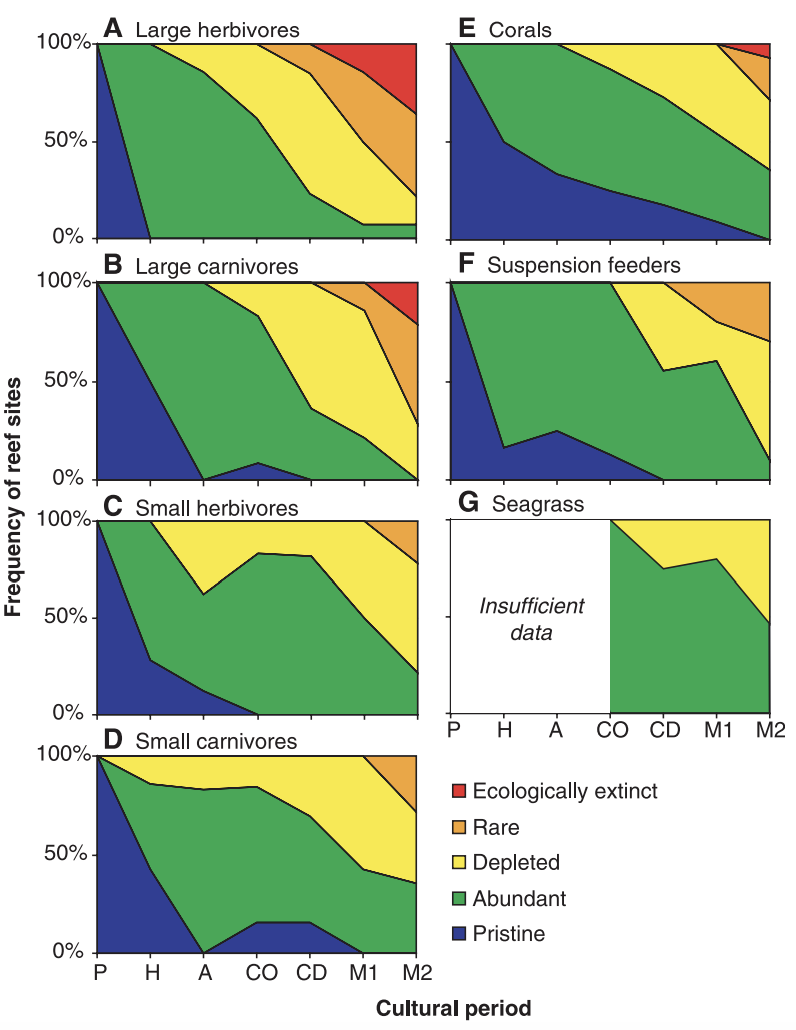 A Large herbivores
100%
50%
0%
B Large carnivores
100%
50%
0%
C Small herbivores
100%
50%
0%
D Small carnivores
100%
50%
0%
P H A CO CD M1 M2
E Corals
F Suspension feeders
G Seagrass
Insufficient
data
P H A CO CD M1 M2
Ecologically extinct
Rare
Depleted
Abundant
Pristine
Frequency of reef sites
Cultural period